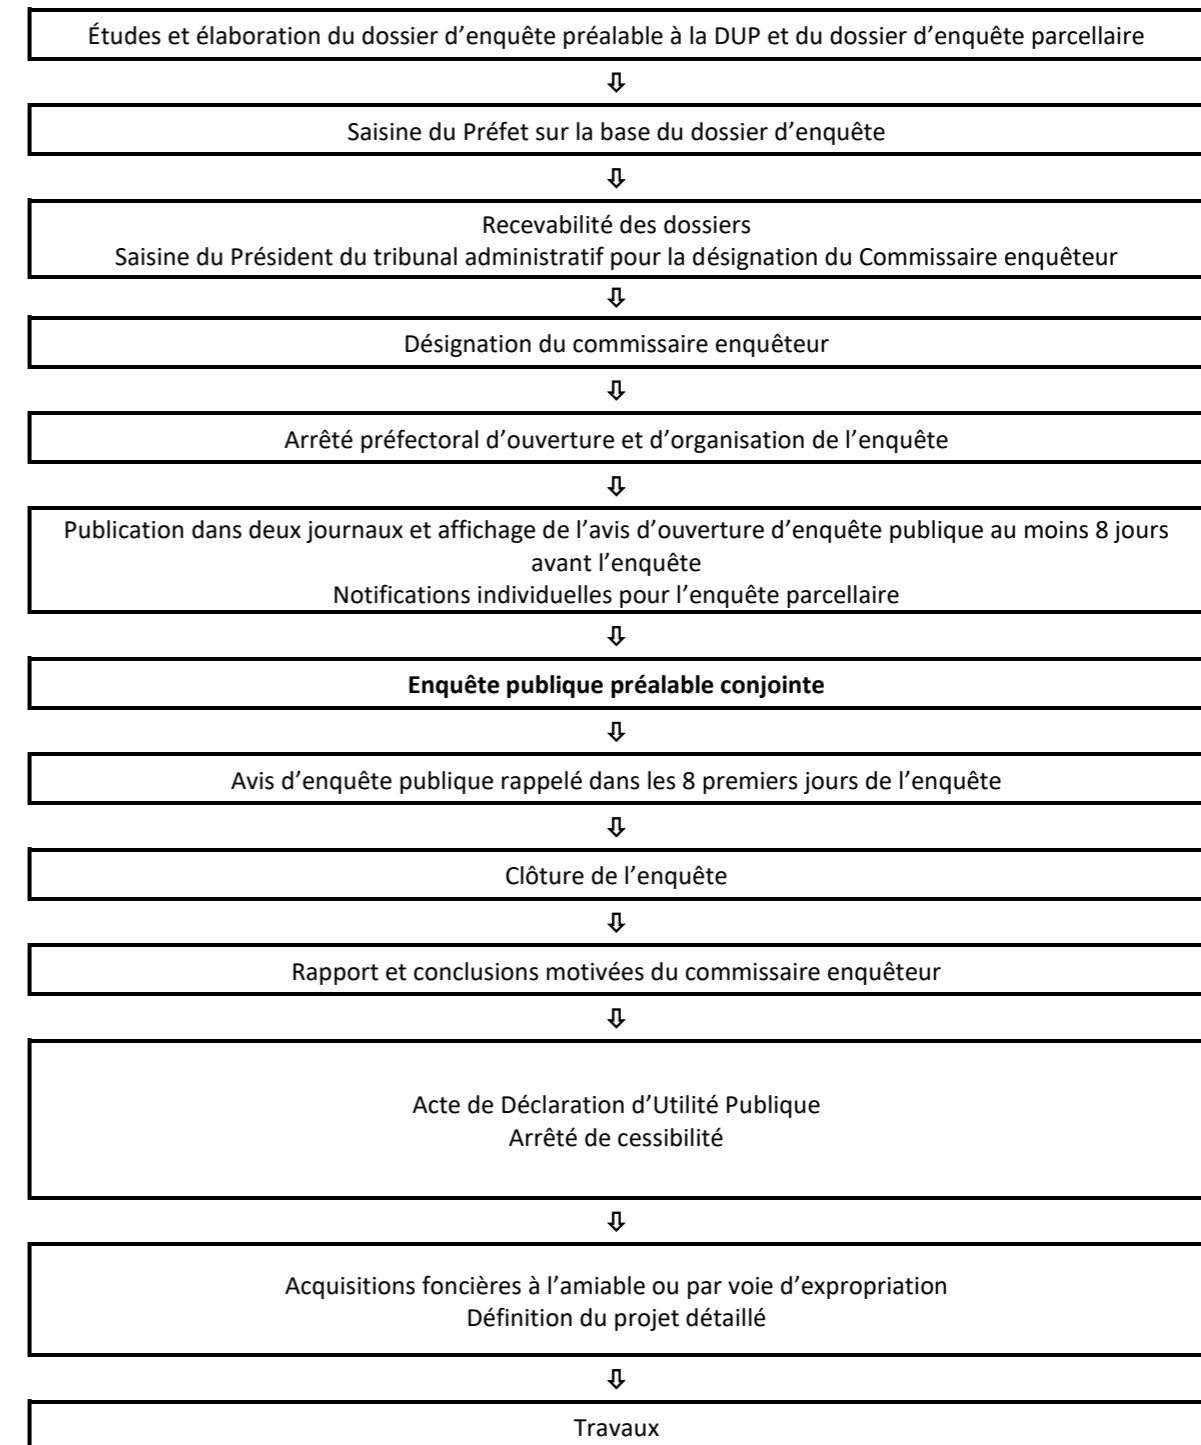 Études et élaboration du dossier d’enquête préalable à la DUP et du dossier d’enquête parcellaire
⇩
Saisine du Préfet sur la base du dossier d’enquête
⇩
Recevabilité des dossiers
Saisine du Président du tribunal administratif pour la désignation du Commissaire enquêteur
⇩
Désignation du commissaire enquêteur
⇩
Arrêté préfectoral d’ouverture et d’organisation de l’enquête
⇩
Publication dans deux journaux et affichage de l’avis d’ouverture d’enquête publique au moins 8 jours
avant l’enquête
Notifications individuelles pour l’enquête parcellaire
⇩
Enquête publique préalable conjointe
⇩
Avis d’enquête publique rappelé dans les 8 premiers jours de l’enquête
⇩
Clôture de l’enquête
⇩
Rapport et conclusions motivées du commissaire enquêteur
⇩
Acte de Déclaration d’Utilité Publique
Arrêté de cessibilité
⇩
Acquisitions foncières à l’amiable ou par voie d’expropriation
Définition du projet détaillé
⇩
Travaux